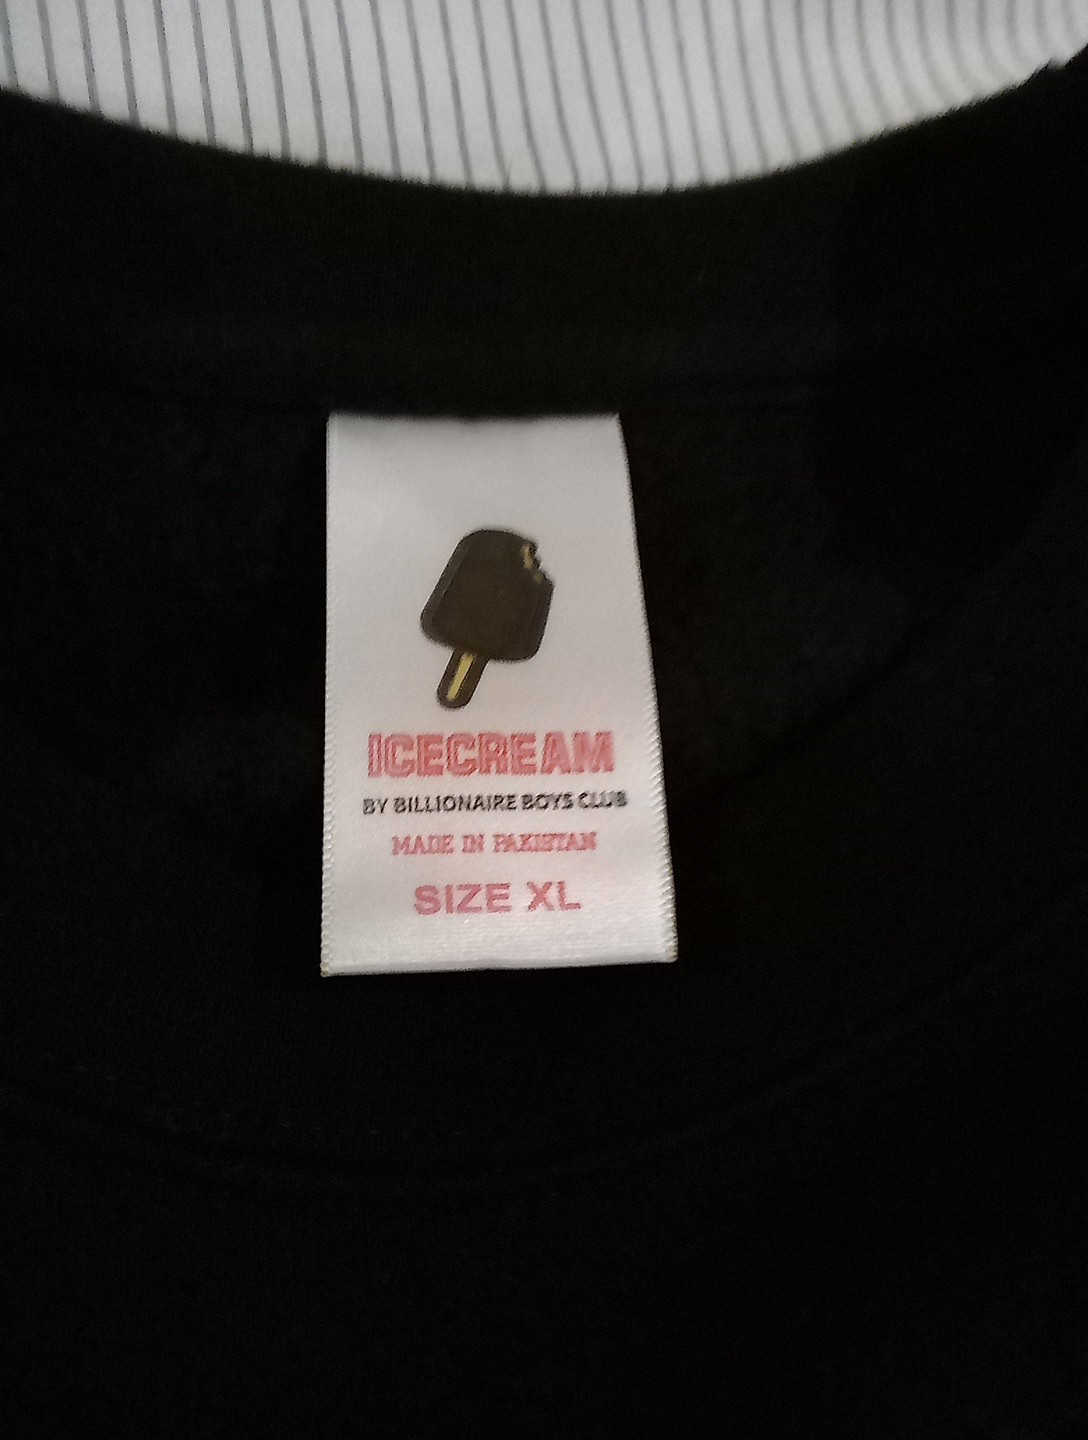 ICECREAM
BY BILLIONAIRE BOYS CLUB
MADE IN PAKISTAN
SIZE XL